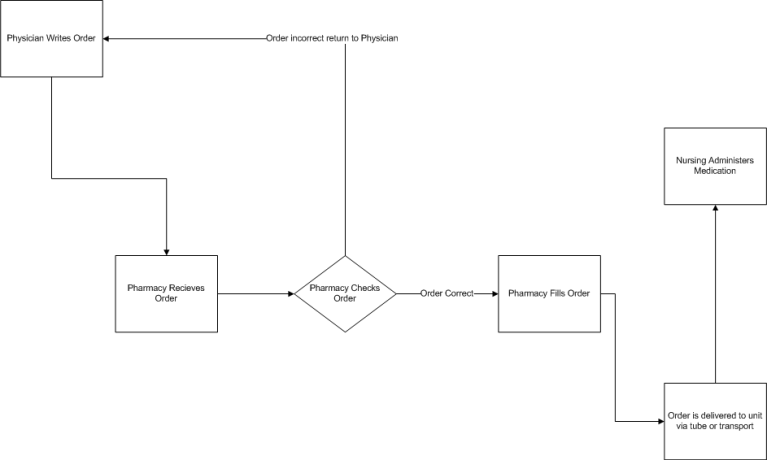 Physician Writes Order
Order incorrect return to Physician
Nursing Administers
Medication
Pharmacy Recieves
Order
Pharmacy Checks
Order
Order Correct
Pharmacy Fills Order
Order is delivered to unit
via tube or transport